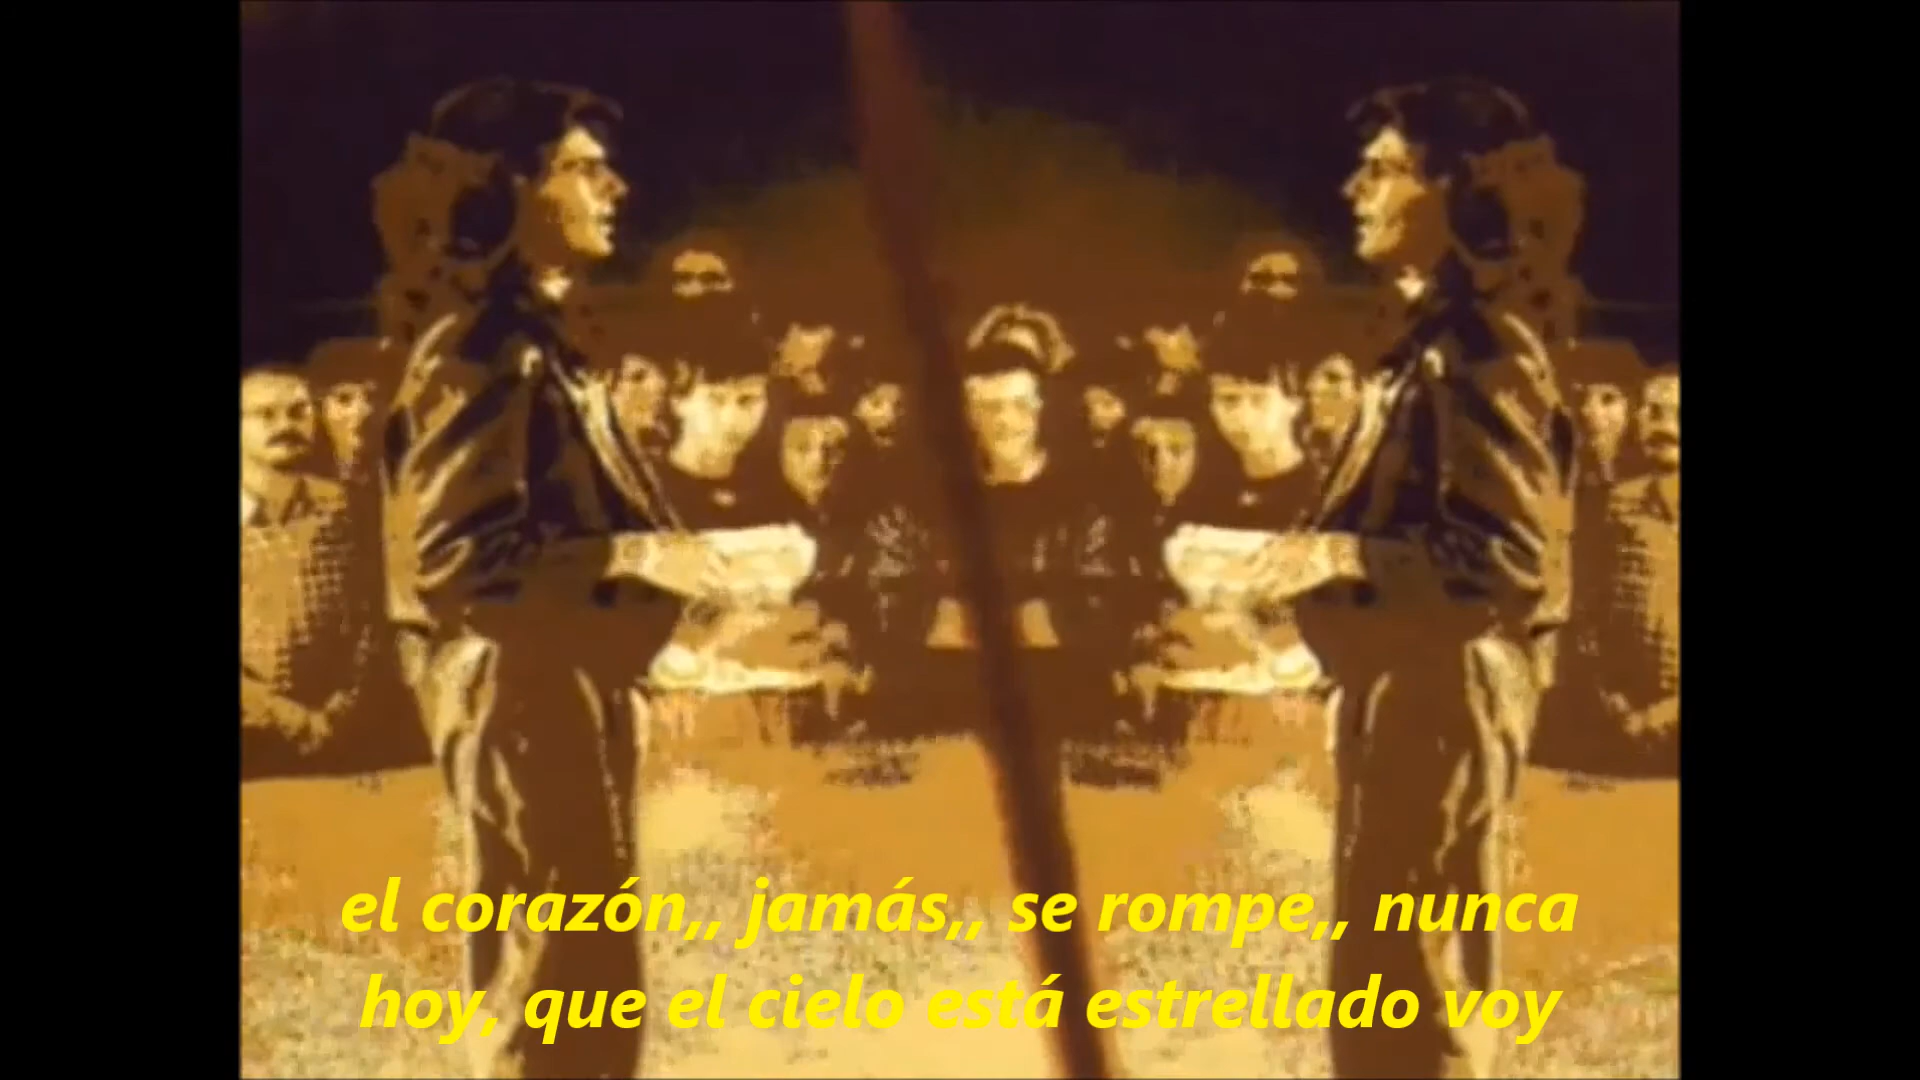 el corazón,, jamás,, se rompe,, nunca
hoy, que el cielo está estrellado voy